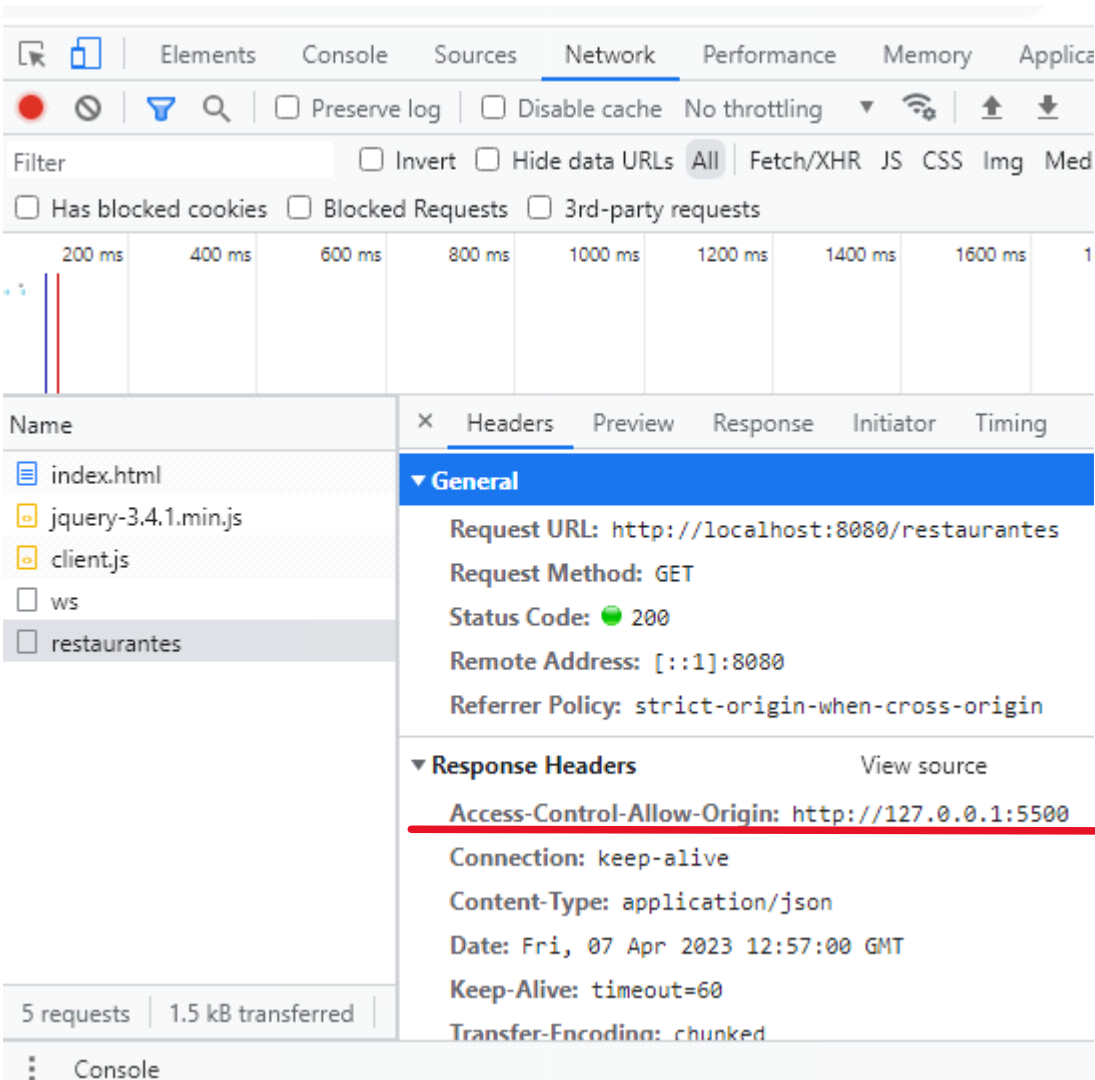 Elements Console Sources Network Performance Memory Applica
Preserve log Disable cache No throttling
Filter Invert Hide data URLs All Fetch/XHR JS CSS Img Med
Has blocked cookies Blocked Requests 3rd-party requests
200 ms 400 ms 600 ms 800 ms 1000 ms 1200 ms 1400 ms 1600 ms 1
Name
index.html
jquery-3.4.1.min.js
client.js
ws
restaurantes
5 requests 1.5 kB transferred
Headers Preview Response Initiator Timing
General
Request URL: http://localhost:8080/restaurantes
Request Method: GET
Status Code: 200
Remote Address: [::1]:8080
Referrer Policy: strict-origin-when-cross-origin
Response Headers View source
Access-Control-Allow-Origin: http://127.0.0.1:5500
Connection: keep-alive
Content-Type: application/json
Date: Fri, 07 Apr 2023 12:57:00 GMT
Keep-Alive: timeout=60
Transfer-Encoding: chunked
Console